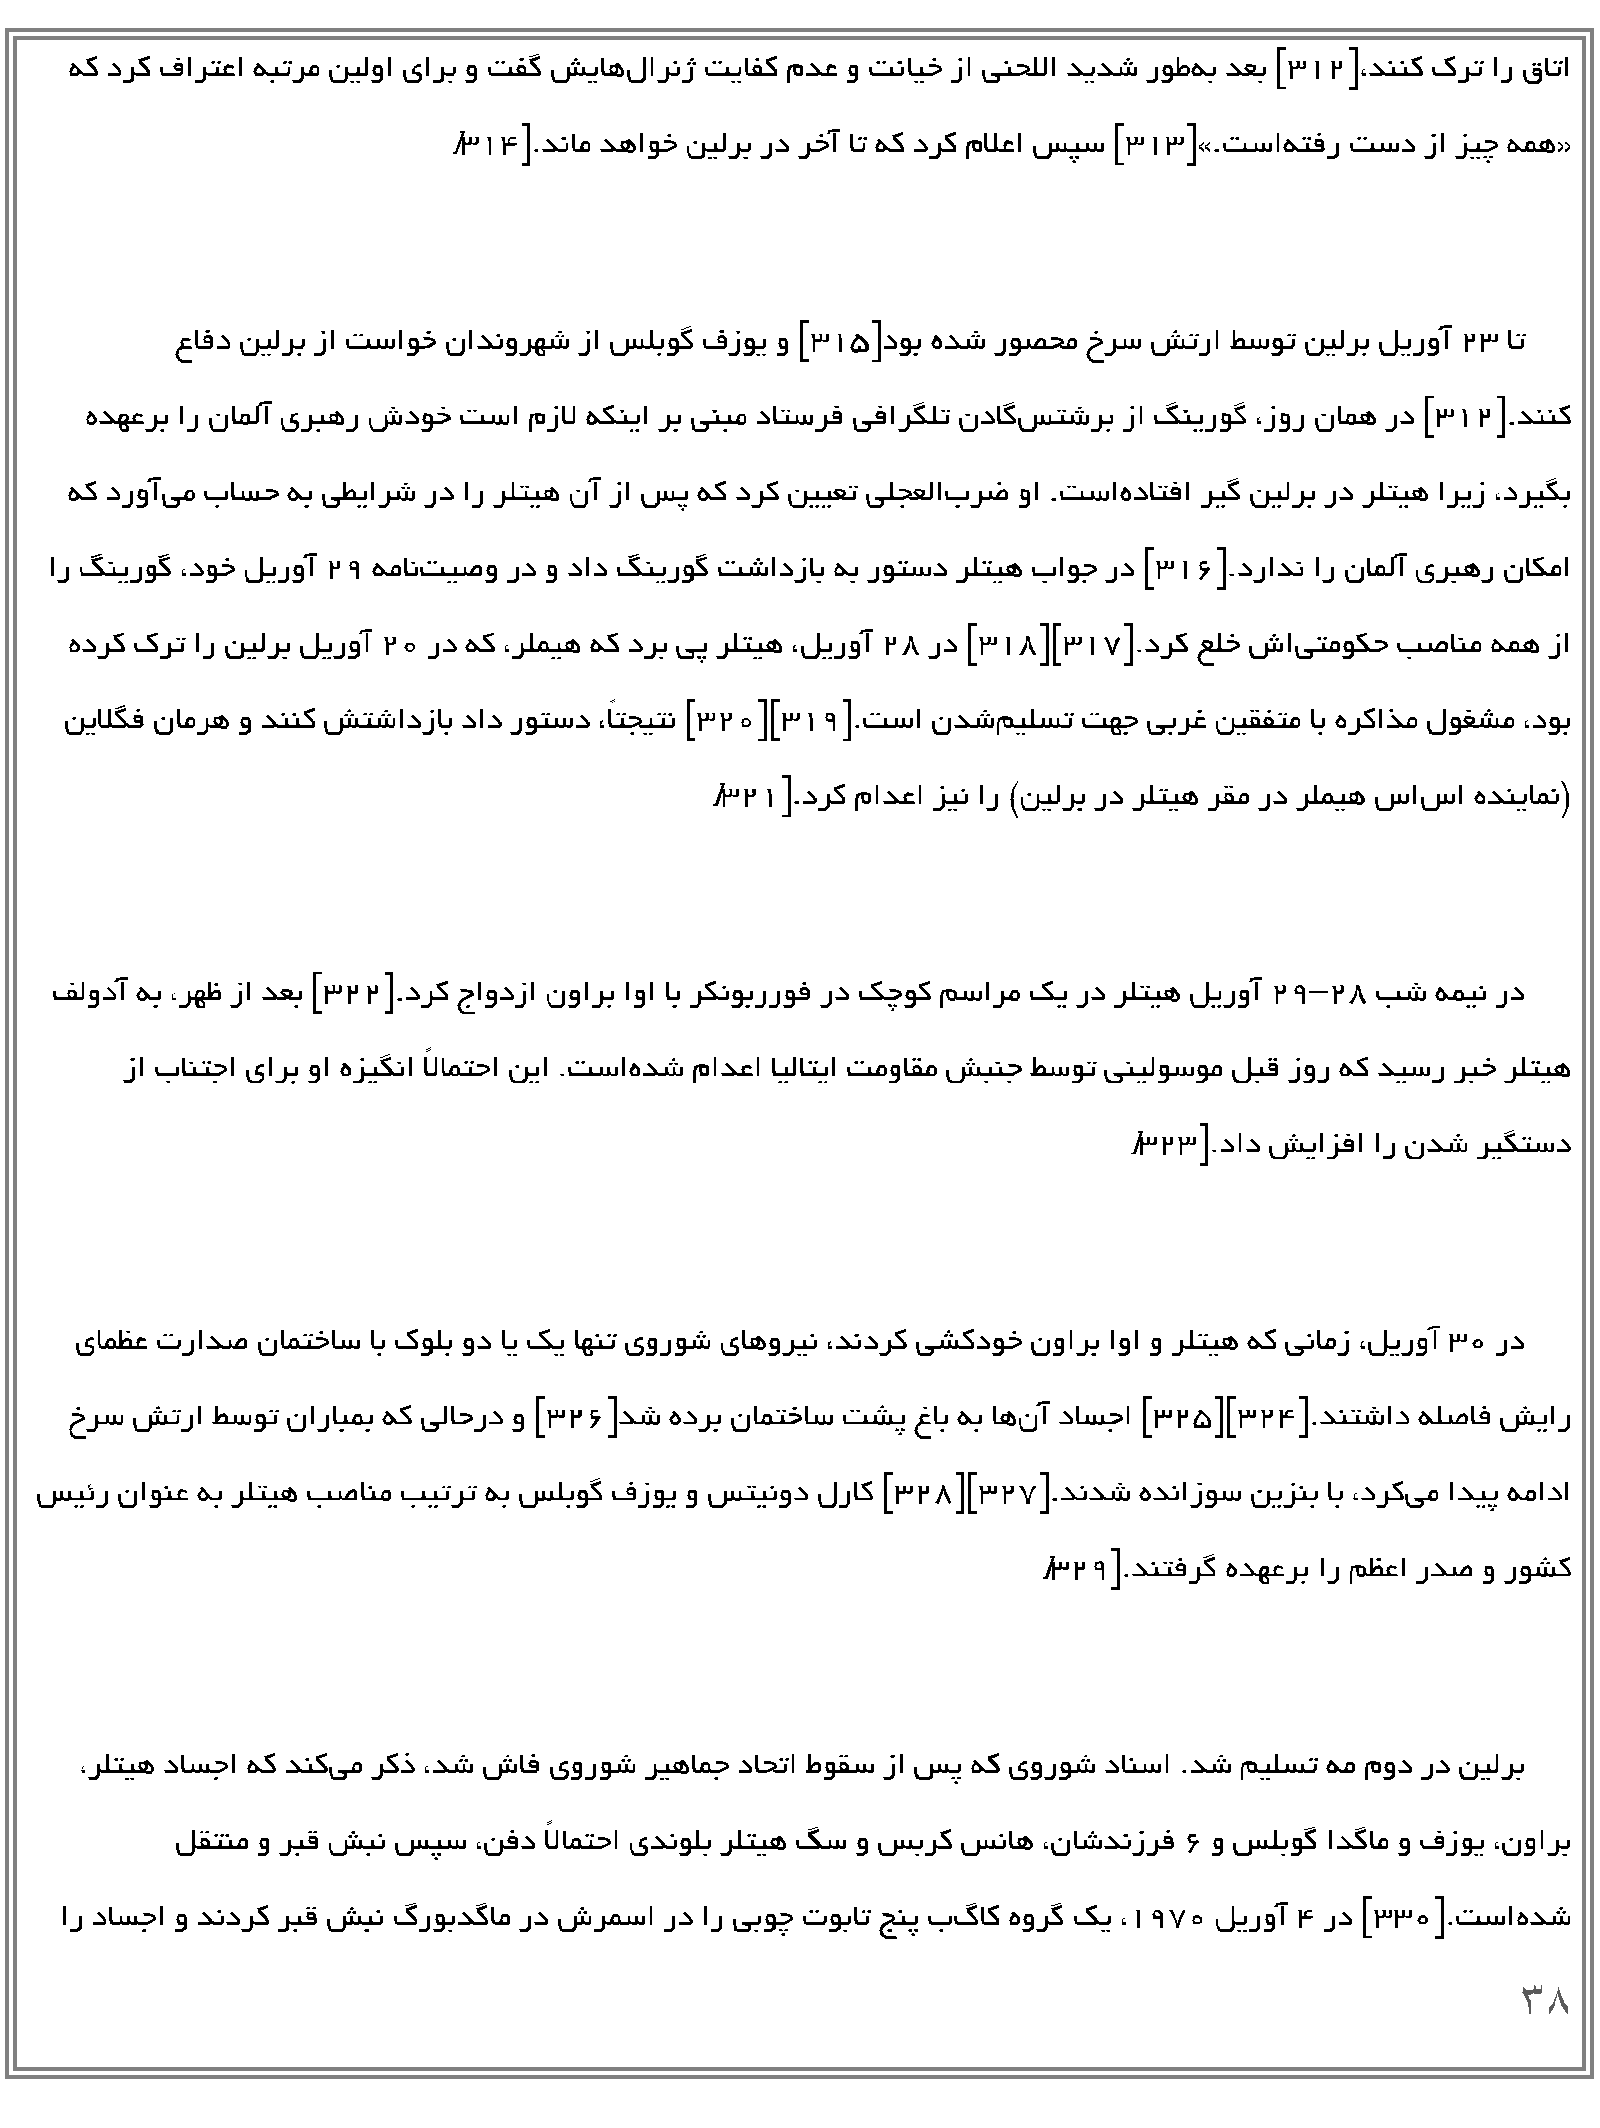 اتاق را ترک کنند،[۳۱۲] بعد به‌طور شدید اللحنی از خیانت و عدم کفایت ژنرال‌هایش گفت و برای اولین مرتبه اعتراف کرد که
«همه چیز از دست رفته‌است.»[۳۱۳] سپس اعلام کرد که تا آخر در برلین خواهد ماند.[۳۱۴/
تا ۲۳ آوریل برلین توسط ارتش سرخ محصور شده بود[۳۱۵] و یوزف گوبلس از شهروندان خواست از برلین دفاع
کنند.[۳۱۲] در همان روز، گورینگ از برشتس‌گادن تلگرافی فرستاد مبنی بر اینکه لازم است خودش رهبری آلمان را برعهده
بگیرد، زیرا هیتلر در برلین گیر افتاده‌است. او ضرب‌العجلی تعیین کرد که پس از آن هیتلر را در شرایطی به حساب می‌آورد که
امکان رهبری آلمان را ندارد.[۳۱۶] در جواب هیتلر دستور به بازداشت گورینگ داد و در وصیت‌نامه ۲۹ آوریل خود، گورینگ را
از همه مناصب حکومتی‌اش خلع کرد.[۳۱۷][۳۱۸] در ۲۸ آوریل، هیتلر پی برد که هیملر، که در ۲۰ آوریل برلین را ترک کرده
بود، مشغول مذاکره با متفقین غربی جهت تسلیم‌شدن است.[۳۱۹][۳۲۰] نتیجتاً، دستور داد بازداشتش کنند و هرمان فگلاین
(نماینده اس‌اس هیملر در مقر هیتلر در برلین) را نیز اعدام کرد.[۳۲۱/
در نیمه شب ۲۸–۲۹ آوریل هیتلر در یک مراسم کوچک در فورربونکر با اوا براون ازدواج کرد.[۳۲۲] بعد از ظهر، به آدولف
هیتلر خبر رسید که روز قبل موسولینی توسط جنبش مقاومت ایتالیا اعدام شده‌است. این احتمالاً انگیزه او برای اجتناب از
دستگیر شدن را افزایش داد.[۳۲۳/
در ۳۰ آوریل، زمانی که هیتلر و اوا براون خودکشی کردند، نیروهای شوروی تنها یک یا دو بلوک با ساختمان صدارت عظمای
رایش فاصله داشتند.[۳۲۴][۳۲۵] اجساد آن‌ها به باغ پشت ساختمان برده شد[۳۲۶] و درحالی که بمباران توسط ارتش سرخ
ادامه پیدا می‌کرد، با بنزین سوزانده شدند.[۳۲۷][۳۲۸] کارل دونیتس و یوزف گوبلس به ترتیب مناصب هیتلر به عنوان رئیس
کشور و صدر اعظم را برعهده گرفتند.[۳۲۹/
برلین در دوم مه تسلیم شد. اسناد شوروی که پس از سقوط اتحاد جماهیر شوروی فاش شد، ذکر می‌کند که اجساد هیتلر،
براون، یوزف و ماگدا گوبلس و ۶ فرزندشان، هانس کربس و سگ هیتلر بلوندی احتمالاً دفن، سپس نبش قبر و منتقل
شده‌است.[۳۳۰] در ۴ آوریل ۱۹۷۰، یک گروه کاگ‌ب پنج تابوت چوبی را در اسمرش در ماگدبورگ نبش قبر کردند و اجساد را
۳۸